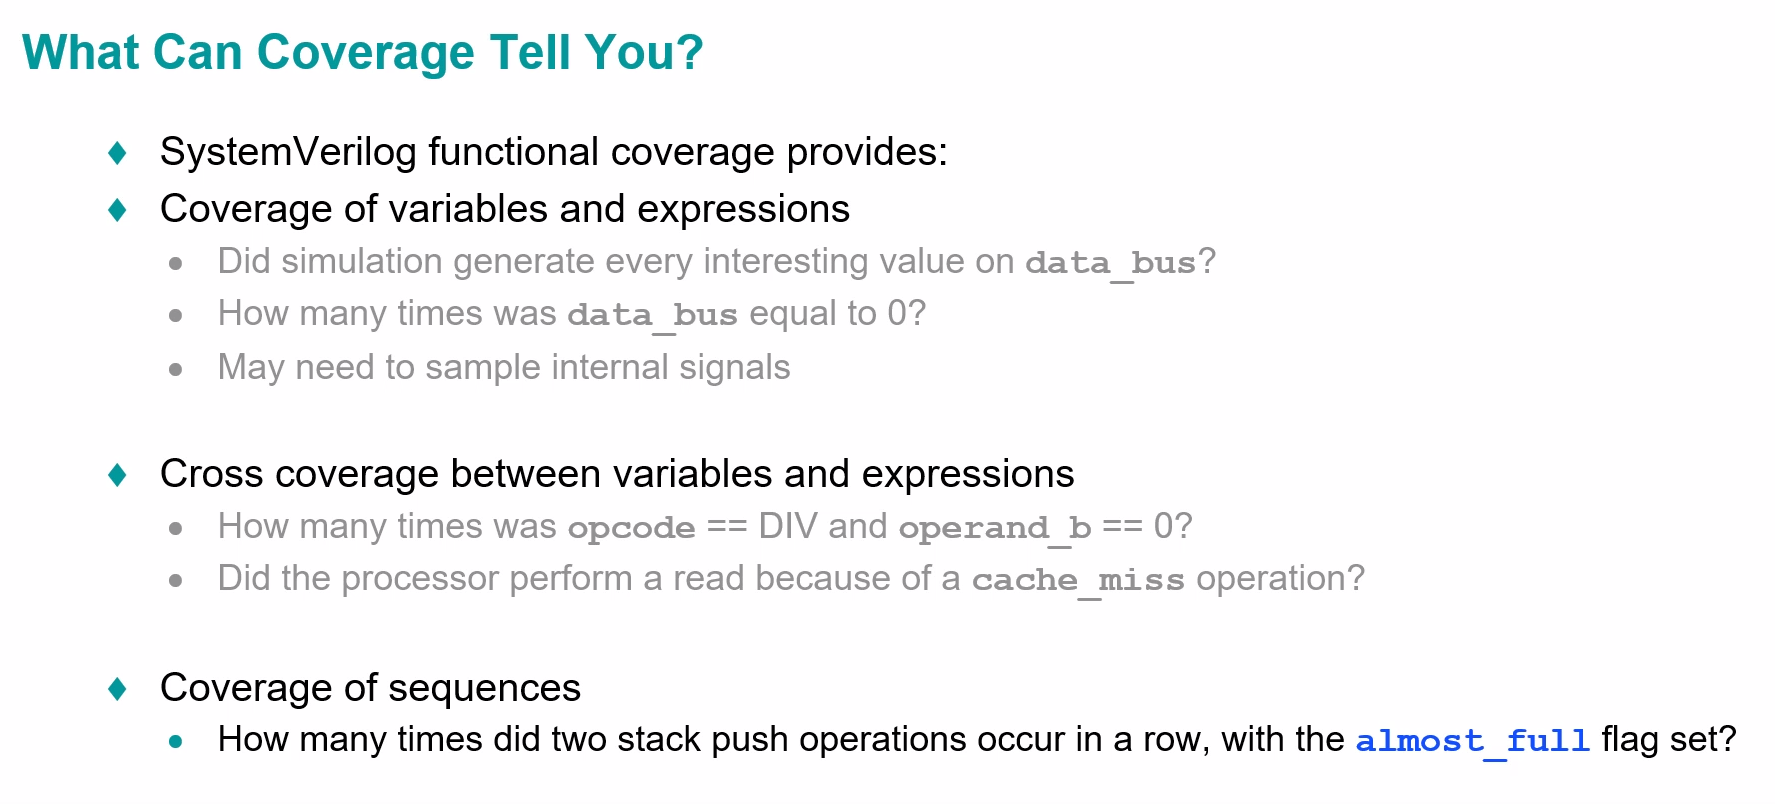 What Can Coverage Tell You?
♦ SystemVerilog functional coverage provides:
♦ Coverage of variables and expressions
• Did simulation generate every interesting value on data_bus?
• How many times was data_bus equal to 0?
• May need to sample internal signals
♦ Cross coverage between variables and expressions
• How many times was opcode == DIV and operand_b == 0?
• Did the processor perform a read because of a cache_miss operation?
♦ Coverage of sequences
• How many times did two stack push operations occur in a row, with the almost_full flag set?